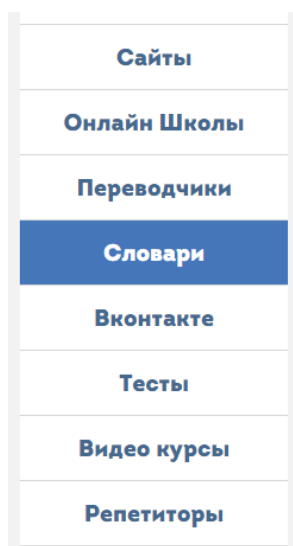 Сайты
Онлайн Школы
Переводчики
Словари
Вконтакте
Тесты
Видео курсы
Репетиторы